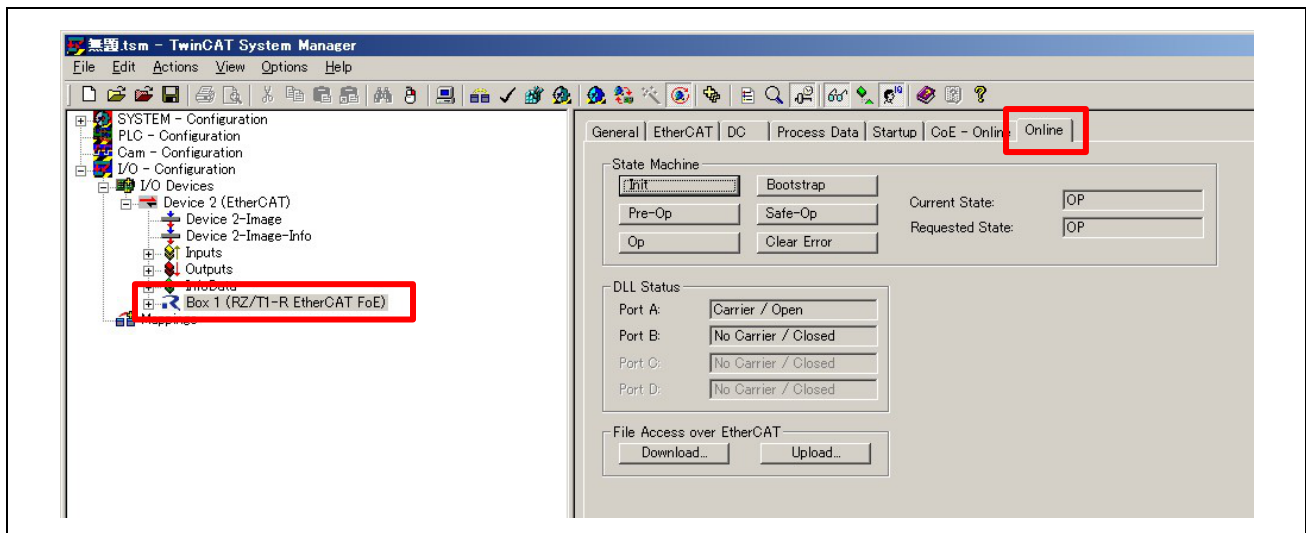 無題.tsm - TwinCAT System Manager
File Edit Actions View Options Help
SYSTEM - Configuration
PLC - Configuration
Cam - Configuration
I/O - Configuration
I/O Devices
Device 2 (EtherCAT)
Device 2-Image
Device 2-Image-Info
Inputs
Outputs
InfoData
Box 1 (RZ/T1-R EtherCAT FoE)
Mappings
General EtherCAT DC Process Data Startup CoE - Online Online
State Machine
Init Bootstrap
Pre-Op Safe-Op
Op Clear Error
Current State: OP
Requested State: OP
DLL Status
Port A: Carrier / Open
Port B: No Carrier / Closed
Port C: No Carrier / Closed
Port D: No Carrier / Closed
File Access over EtherCAT
Download... Upload...